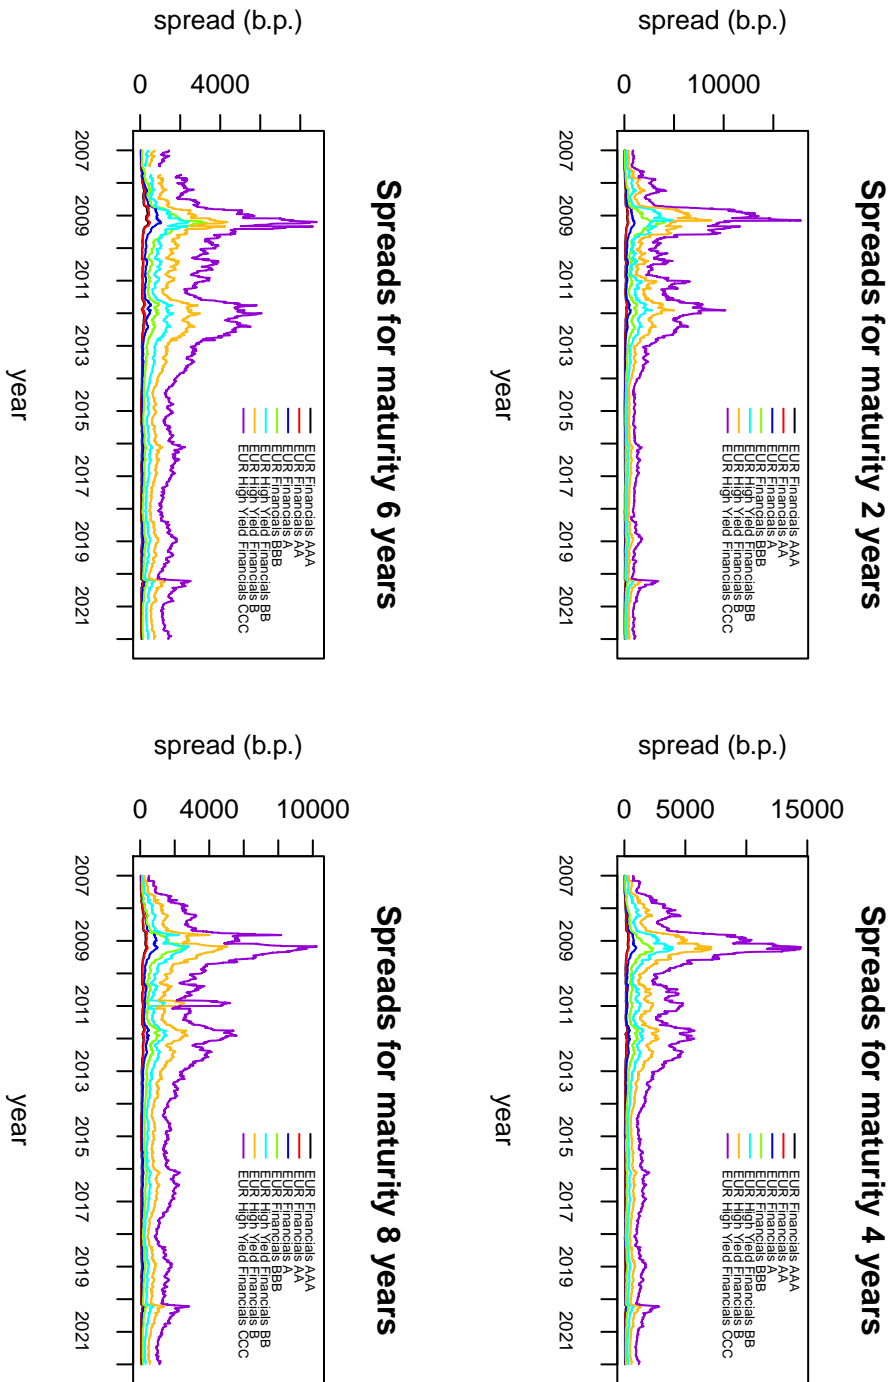 Spreads for maturity 2 years
spread (b.p.)
0
10000
2007
2009
2011
2013
2015
2017
2019
2021
EUR Financials AAA
EUR Financials AA
EUR Financials A
EUR Financials BBB
EUR High Yield Financials BB
EUR High Yield Financials B
EUR High Yield Financials CCC
Spreads for maturity 4 years
spread (b.p.)
0
5000
15000
2007
2009
2011
2013
2015
2017
2019
2021
year
EUR Financials AAA
EUR Financials AA
EUR Financials A
EUR Financials BBB
EUR High Yield Financials BB
EUR High Yield Financials B
EUR High Yield Financials CCC
Spreads for maturity 6 years
spread (b.p.)
0
4000
2007
2009
2011
2013
2015
2017
2019
2021
year
EUR Financials AAA
EUR Financials AA
EUR Financials A
EUR Financials BBB
EUR High Yield Financials BB
EUR High Yield Financials B
EUR High Yield Financials CCC
Spreads for maturity 8 years
spread (b.p.)
0
4000
10000
2007
2009
2011
2013
2015
2017
2019
2021
year
EUR Financials AAA
EUR Financials AA
EUR Financials A
EUR Financials BBB
EUR High Yield Financials BB
EUR High Yield Financials B
EUR High Yield Financials CCC